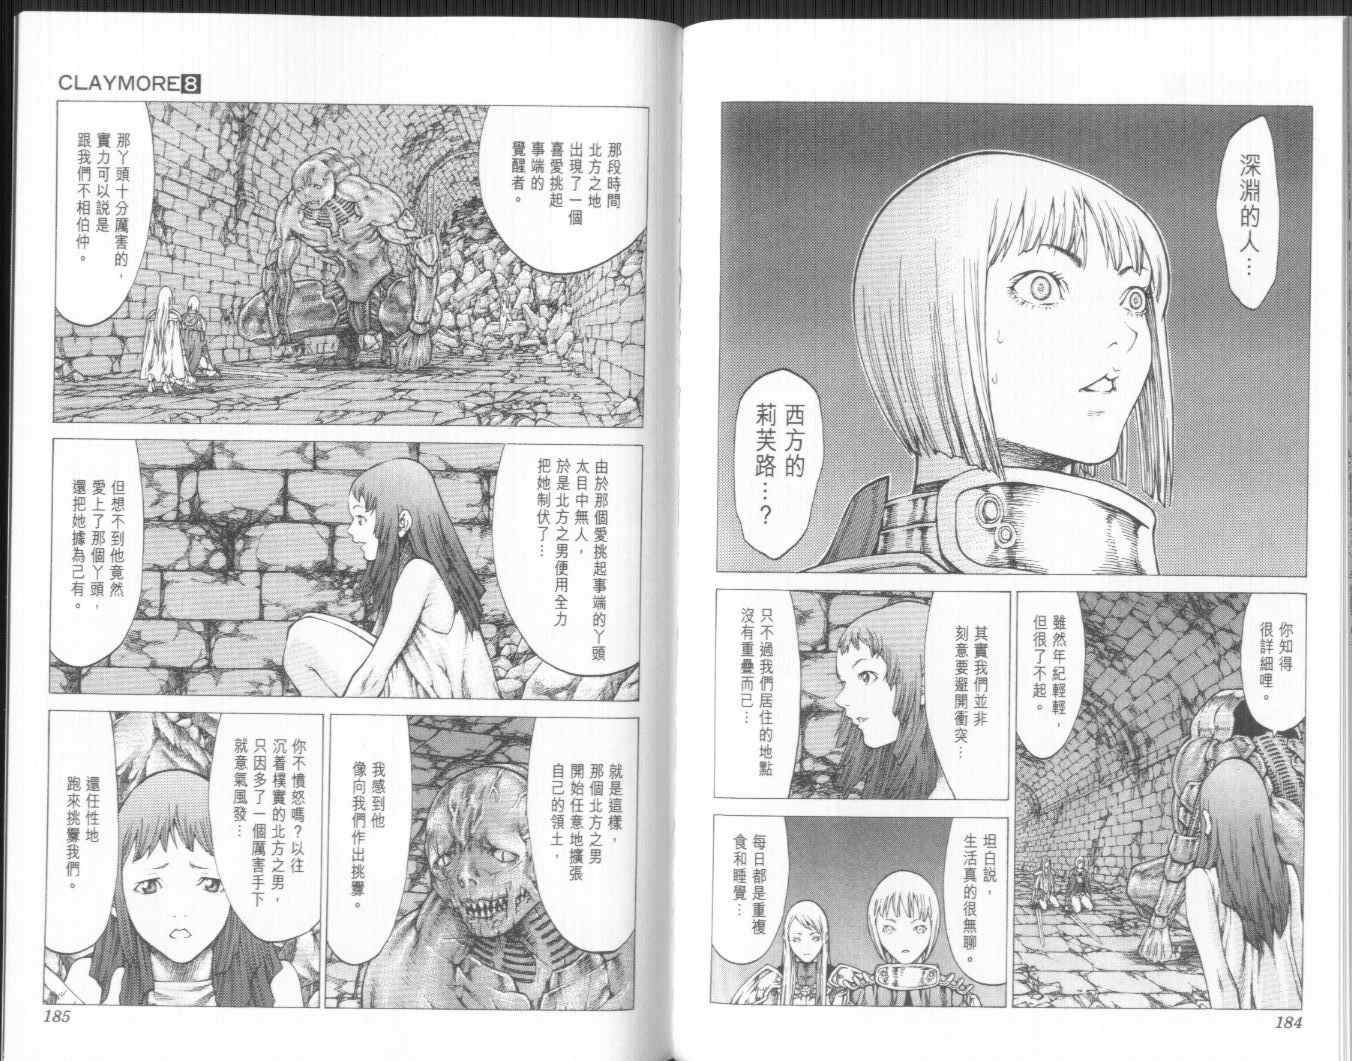 深淵的人…
西方的
莉芙路…？
你知得
很詳細哩。
雖然年紀輕輕，
但很了不起。
其實我們並非
刻意要避開衝突…
只不過我們居住的地點
沒有重疊而已…
坦白說，
生活真的很無聊。
每日都是重複
食和睡覺…
184
CLAYMORE 8
那段時間
北方之地
出現了一個
喜愛挑起
事端的
覺醒者。
那丫頭十分厲害的，
實力可以說是
跟我們不相伯仲。
由於那個愛挑起事端的丫頭
太目中無人，
於是北方之男便用全力
把她制伏了…
但想不到他竟然
愛上了那個丫頭，
還把她據為己有。
就是這樣，
那個北方之男
開始任意地擴張
自己的領土，
我感到他
像向我們作出挑釁。
你不憤怒嗎？以往
沉着樸實的北方之男，
只因多了一個厲害手下
就意氣風發…
還任性地
跑來挑釁我們。
185